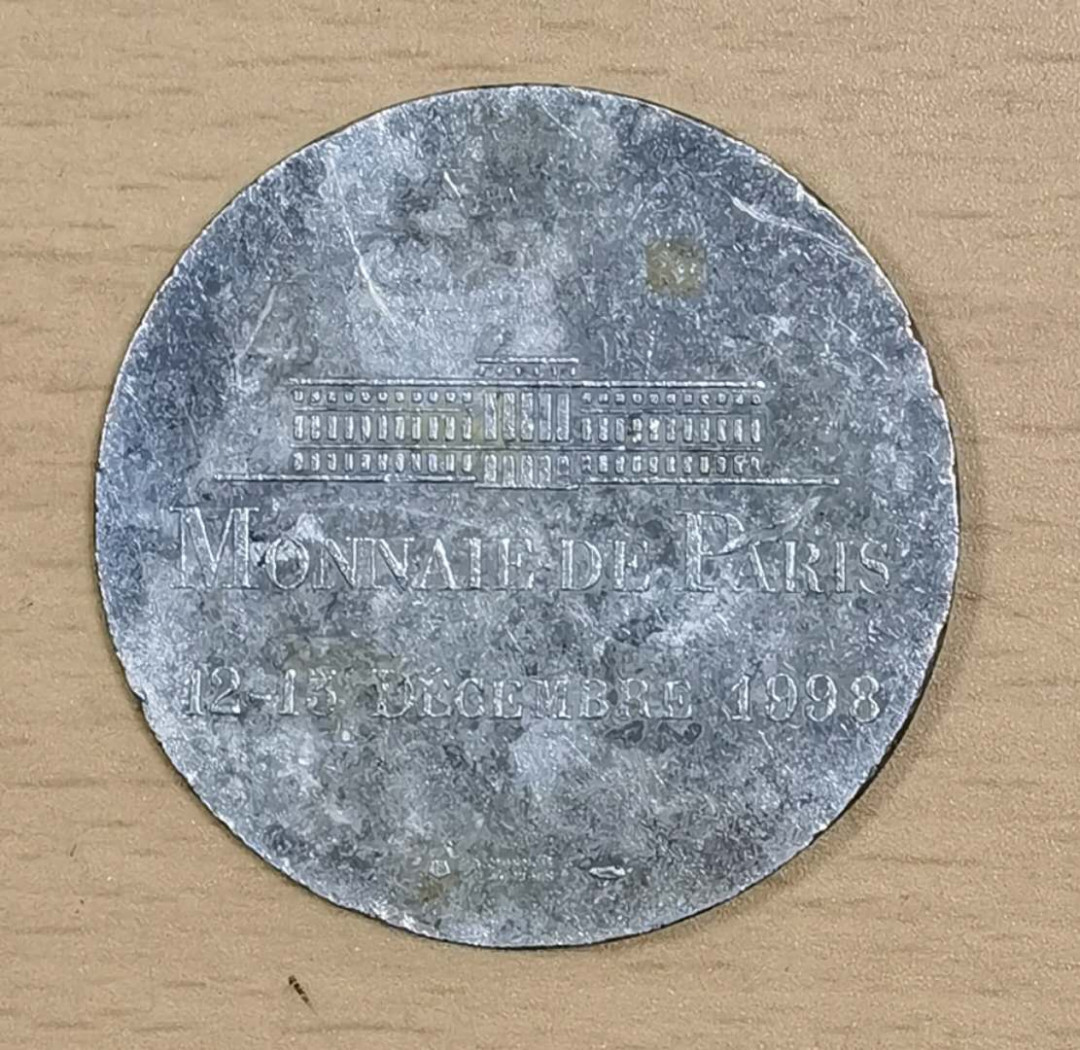 MONNAIE DE PARIS
12-13 DÉCEMBRE 1998